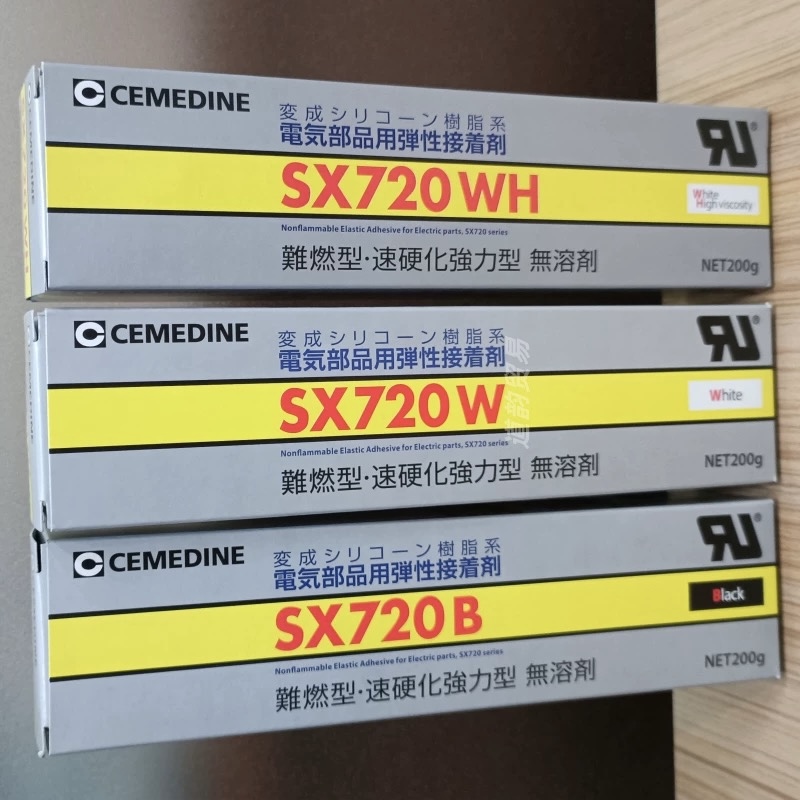 CEMEDINE
変成シリコーン樹脂系
電気部品用弾性接着剤
SX720 WH
White
High viscosity
Nonflammable Elastic Adhesive for Electric parts, SX720 series
難燃型·速硬化強力型 無溶剤
NET200g
CEMEDINE
変成シリコーン樹脂系
電気部品用弾性接着剤
SX720 W
White
Nonflammable Elastic Adhesive for Electric parts, SX720 series
難燃型·速硬化強力型 無溶剤
NET200g
道韵贸易
CEMEDINE
変成シリコーン樹脂系
電気部品用弾性接着剤
SX720 B
Black
Nonflammable Elastic Adhesive for Electric parts, SX720 series
難燃型·速硬化強力型 無溶剤
NET200g